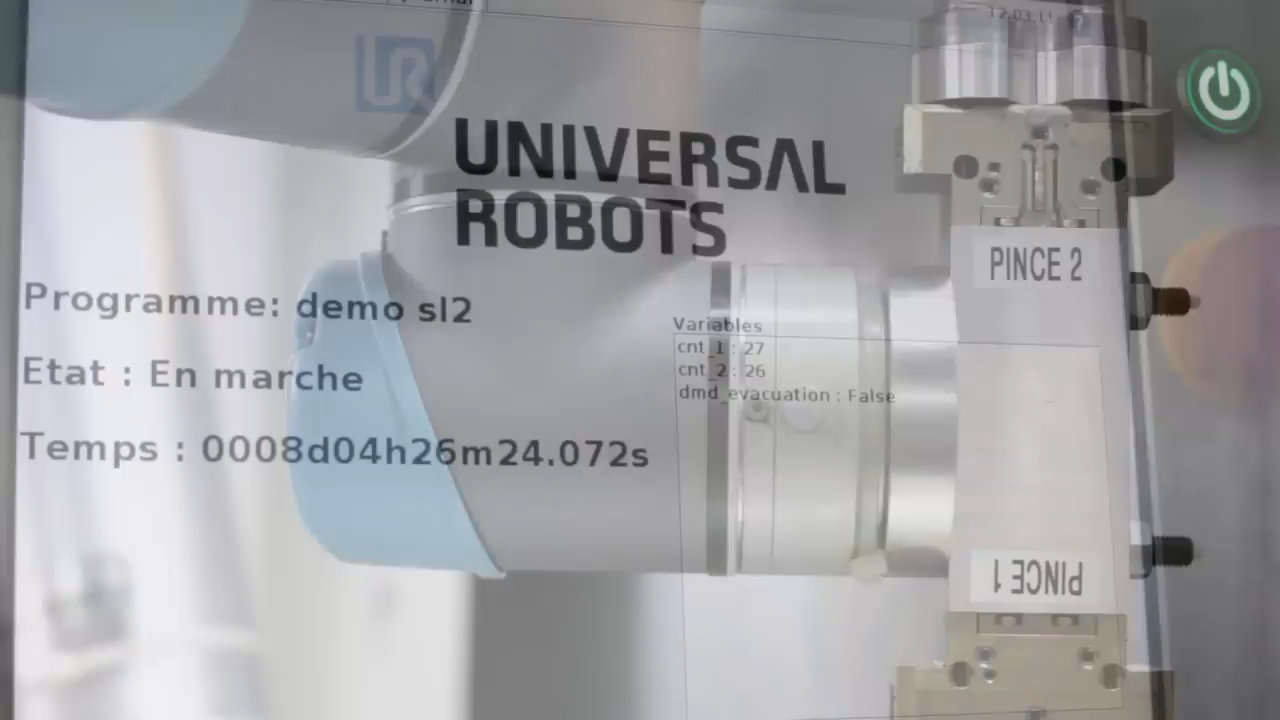 UR
UNIVERSAL
ROBOTS
PINCE 2
Programme: demo sl2
Variables
cnt_1 : 27
Etat : En marche
cnt_2 : 26
dmd_evacuation : False
Temps : 0008d04h26m24.072s
PINCE 1